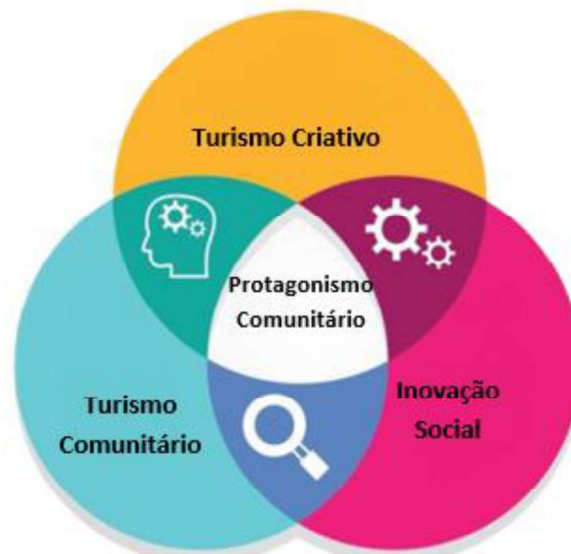 Turismo Criativo
Protagonismo
Comunitário
Turismo
Comunitário
Inovação
Social